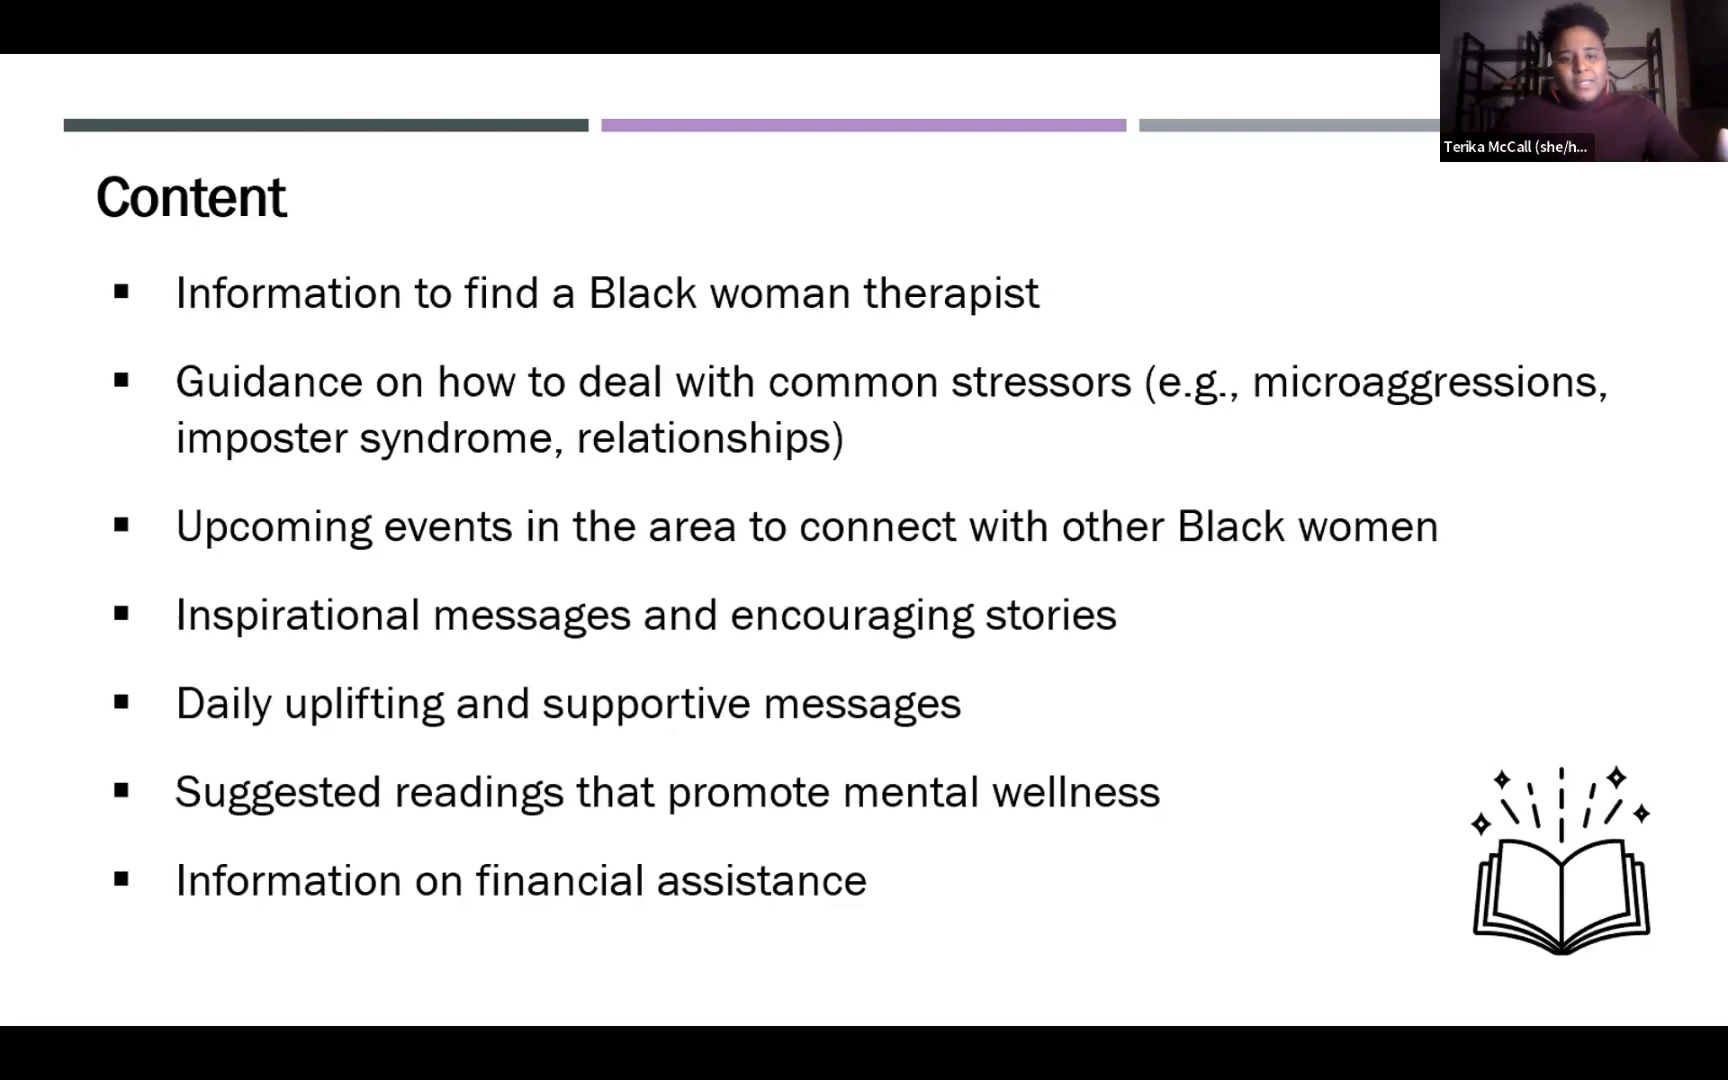 Terika McCall (she/h...
Content
▪ Information to find a Black woman therapist
▪ Guidance on how to deal with common stressors (e.g., microaggressions,
imposter syndrome, relationships)
▪ Upcoming events in the area to connect with other Black women
▪ Inspirational messages and encouraging stories
▪ Daily uplifting and supportive messages
▪ Suggested readings that promote mental wellness
▪ Information on financial assistance